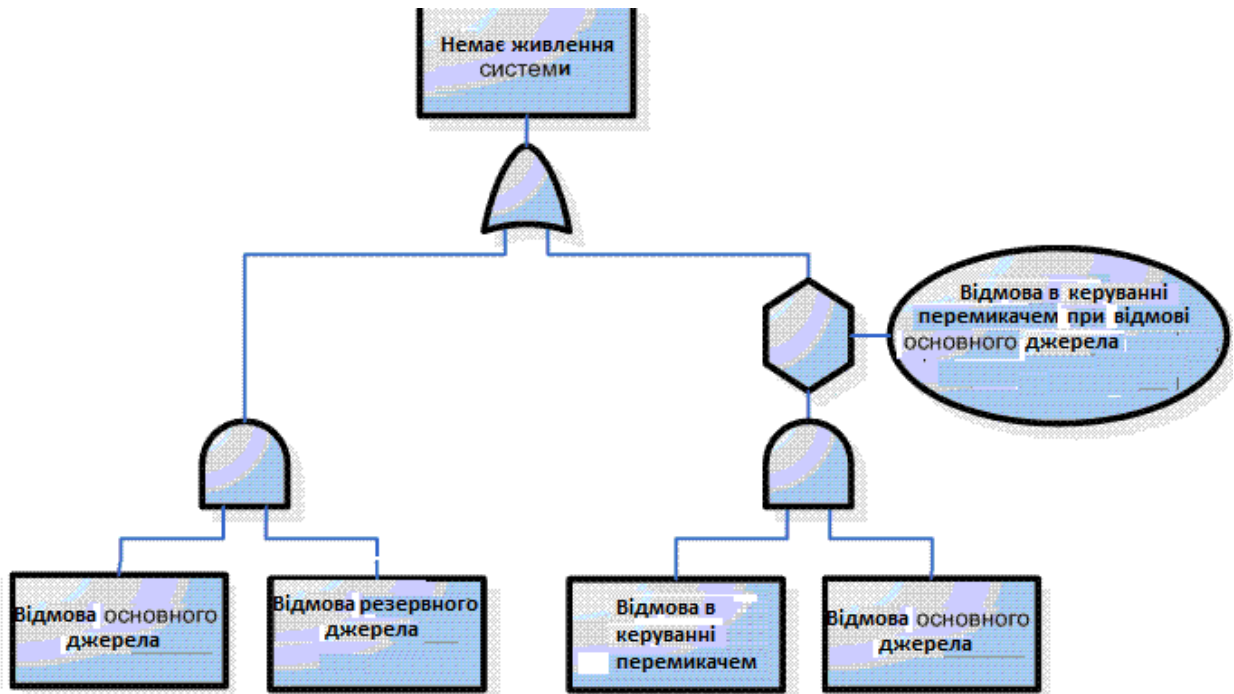 Немає живлення
системи
Відмова в керуванні
перемикачем при відмові
основного джерела
Відмова основного
джерела
Відмова резервного
джерела
Відмова в
керуванні
перемикачем
Відмова основного
джерела